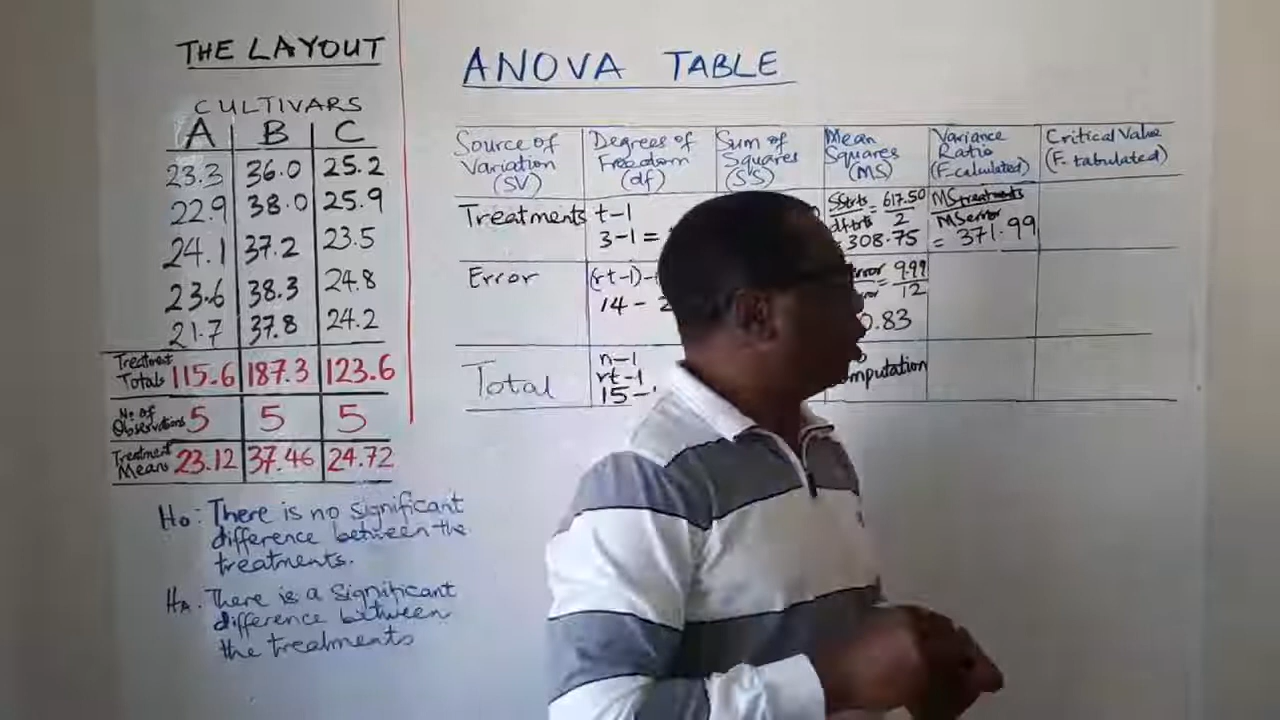 THE LAYOUT
CULTIVARS
A B C
23.3 36.0 25.2
22.9 38.0 25.9
24.1 37.2 23.5
23.6 38.3 24.8
21.7 37.8 24.2
Treatment Totals 115.6 187.3 123.6
No of Observations 5 5 5
Treatment Means 23.12 37.46 24.72
Ho: There is no significant
difference between the
treatments.
HA: There is a significant
difference between
the treatments
ANOVA TABLE
Source of Variation (SV)
Degrees of Freedom (df)
Sum of Squares (SS)
Mean Squares (MS)
Variance Ratio (F-calculated)
Critical Value (F-tabulated)
Treatments
t-1
3-1 =
SStrts = 617.50
dftrts 2
= 308.75
MStreatments
MSerror
= 371.99
Error
(rt-1)-
14 -
= 9.99
12
0.83
Total
n-1
rt-1
15-